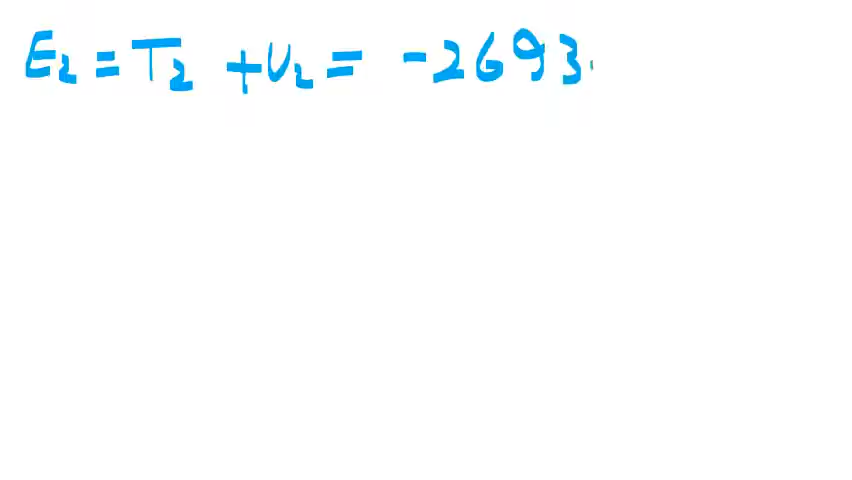 E₂ = T₂ + U₂ = -2693.